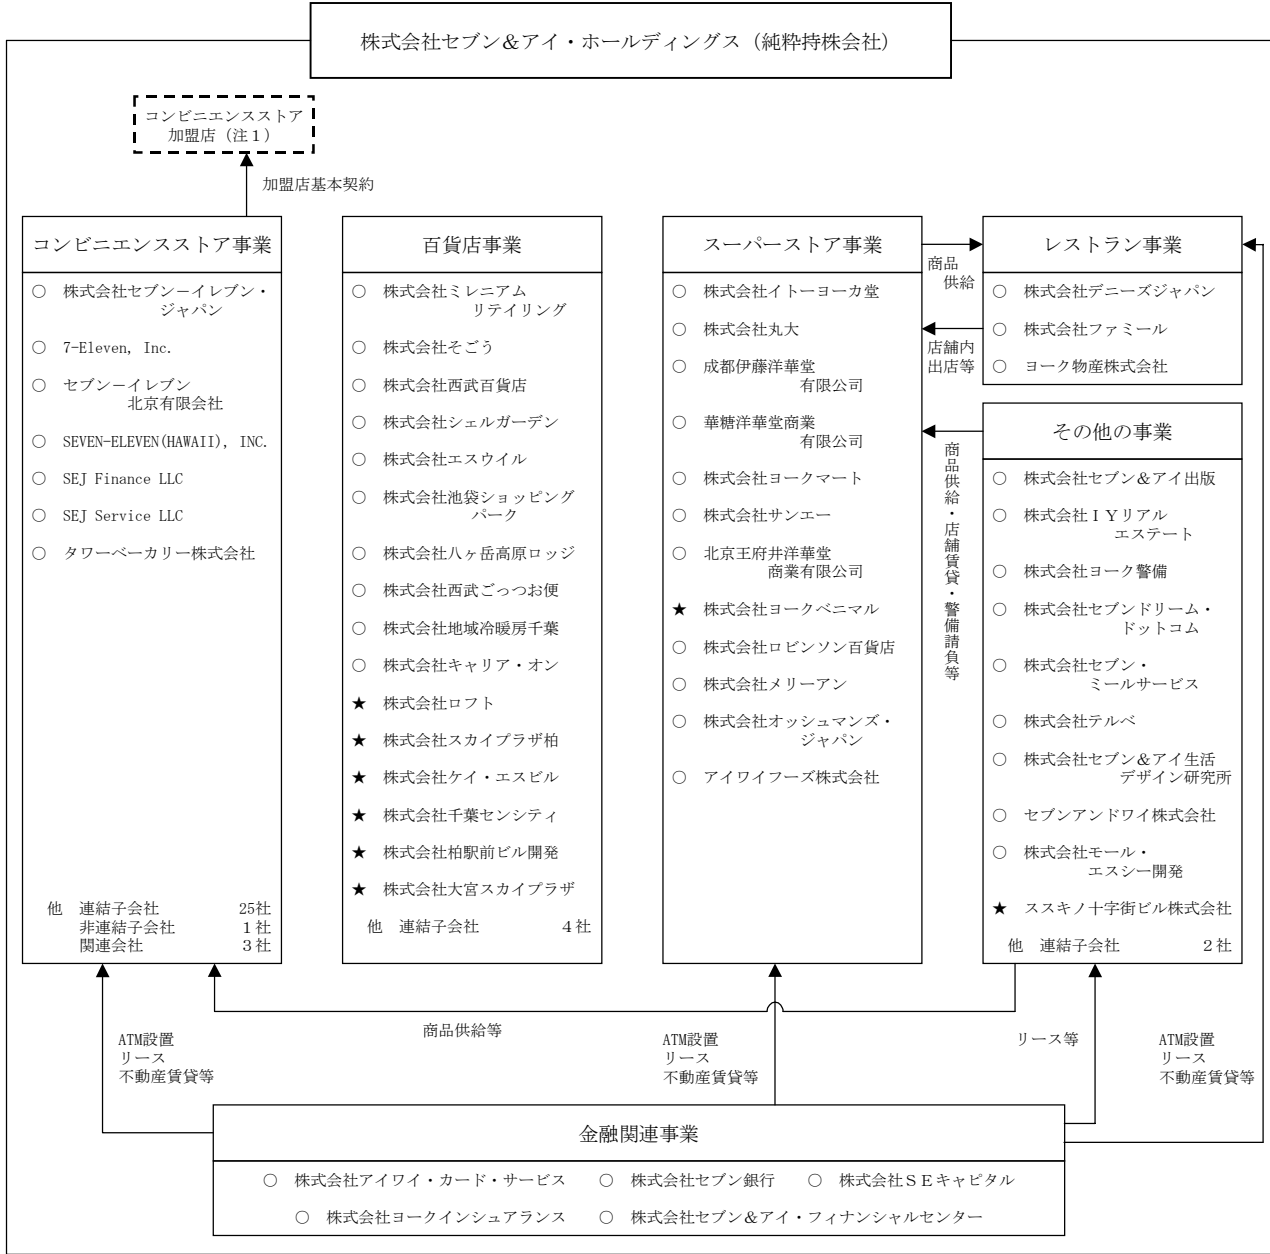 株式会社セブン＆アイ・ホールディングス（純粋持株会社）
コンビニエンスストア
加盟店（注１）
加盟店基本契約
コンビニエンスストア事業
○ 株式会社セブン－イレブン・
ジャパン
○ 7-Eleven, Inc.
○ セブン－イレブン
北京有限会社
○ SEVEN-ELEVEN(HAWAII), INC.
○ SEJ Finance LLC
○ SEJ Service LLC
○ タワーベーカリー株式会社
他 連結子会社 25社
非連結子会社 １社
関連会社 ３社
百貨店事業
○ 株式会社ミレニアム
リテイリング
○ 株式会社そごう
○ 株式会社西武百貨店
○ 株式会社シェルガーデン
○ 株式会社エスウイル
○ 株式会社池袋ショッピング
パーク
○ 株式会社八ヶ岳高原ロッジ
○ 株式会社西武ごっつお便
○ 株式会社地域冷暖房千葉
○ 株式会社キャリア・オン
★ 株式会社ロフト
★ 株式会社スカイプラザ柏
★ 株式会社ケイ・エスビル
★ 株式会社千葉センシティ
★ 株式会社柏駅前ビル開発
★ 株式会社大宮スカイプラザ
他 連結子会社 ４社
スーパーストア事業
○ 株式会社イトーヨーカ堂
○ 株式会社丸大
○ 成都伊藤洋華堂
有限公司
○ 華糖洋華堂商業
有限公司
○ 株式会社ヨークマート
○ 株式会社サンエー
○ 北京王府井洋華堂
商業有限公司
★ 株式会社ヨークベニマル
○ 株式会社ロビンソン百貨店
○ 株式会社メリーアン
○ 株式会社オッシュマンズ・
ジャパン
○ アイワイフーズ株式会社
商品
供給
店舗内
出店等
商品供給・店舗賃貸・警備請負等
レストラン事業
○ 株式会社デニーズジャパン
○ 株式会社ファミール
○ ヨーク物産株式会社
その他の事業
○ 株式会社セブン＆アイ出版
○ 株式会社ＩＹリアル
エステート
○ 株式会社ヨーク警備
○ 株式会社セブンドリーム・
ドットコム
○ 株式会社セブン・
ミールサービス
○ 株式会社テルベ
○ 株式会社セブン＆アイ生活
デザイン研究所
○ セブンアンドワイ株式会社
○ 株式会社モール・
エスシー開発
★ ススキノ十字街ビル株式会社
他 連結子会社 ２社
商品供給等
ATM設置
リース
不動産賃貸等
ATM設置
リース
不動産賃貸等
リース等
ATM設置
リース
不動産賃貸等
金融関連事業
○ 株式会社アイワイ・カード・サービス ○ 株式会社セブン銀行 ○ 株式会社ＳＥキャピタル
○ 株式会社ヨークインシュアランス ○ 株式会社セブン＆アイ・フィナンシャルセンター